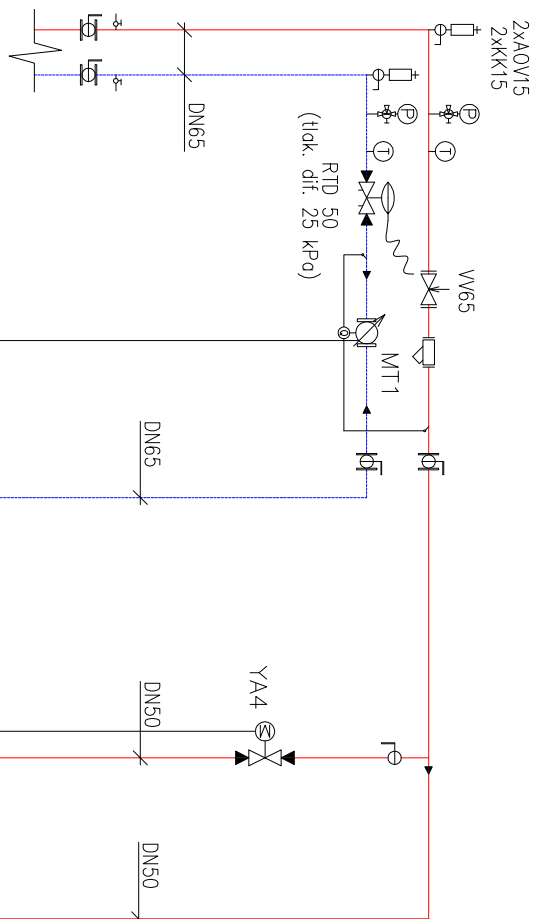 2xAOV15
2xKK15
P
T
P
T
DN65
RTD 50
(tlak. dif. 25 kPa)
VV65
MT1
Q
DN65
YA4
M
DN50
DN50